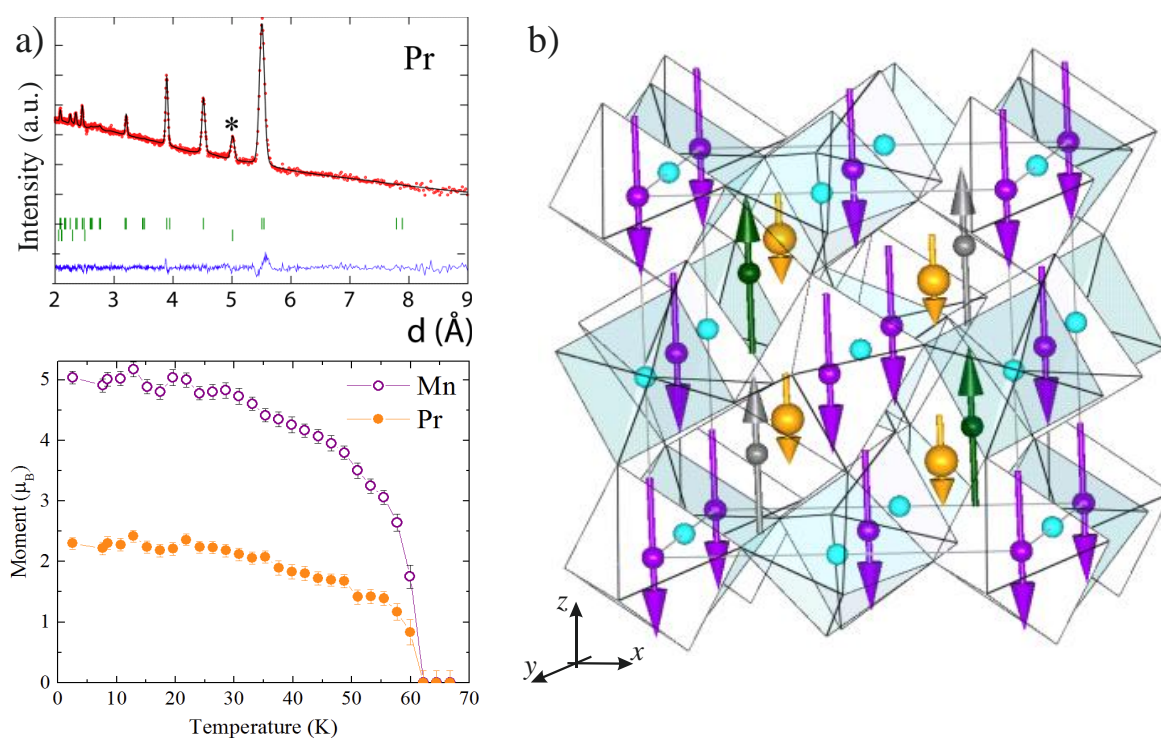 a)
Pr
*
Intensity (a.u.)
2 3 4 5 6 7 8 9
d (Å)
5
4
3
2
1
0
Moment (μB)
Mn
Pr
0 10 20 30 40 50 60 70
Temperature (K)
b)
z
y
x